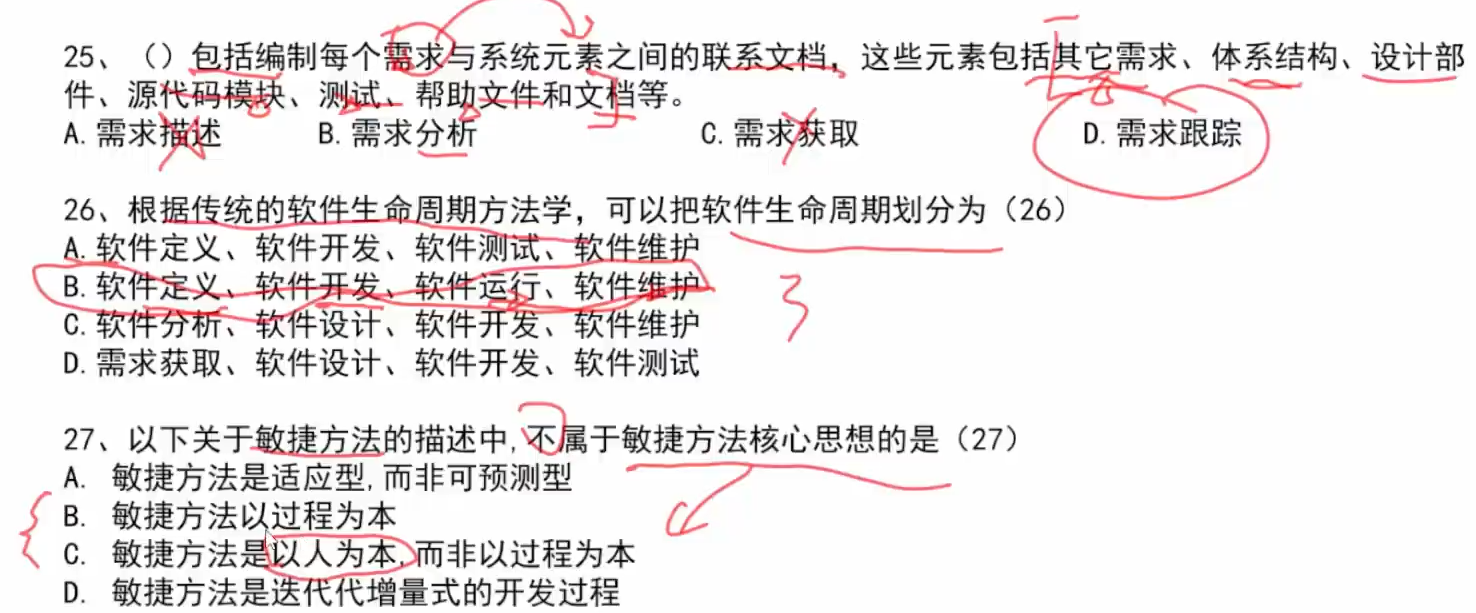 25、（）包括编制每个需求与系统元素之间的联系文档，这些元素包括其它需求、体系结构、设计部
件、源代码模块、测试、帮助文件和文档等。
A.需求描述 B.需求分析 C.需求获取 D.需求跟踪
26、根据传统的软件生命周期方法学，可以把软件生命周期划分为（26）
A.软件定义、软件开发、软件测试、软件维护
B.软件定义、软件开发、软件运行、软件维护
3
C.软件分析、软件设计、软件开发、软件维护
D.需求获取、软件设计、软件开发、软件测试
27、以下关于敏捷方法的描述中,不属于敏捷方法核心思想的是（27）
A. 敏捷方法是适应型,而非可预测型
B. 敏捷方法以过程为本
C. 敏捷方法是以人为本,而非以过程为本
D. 敏捷方法是迭代代增量式的开发过程